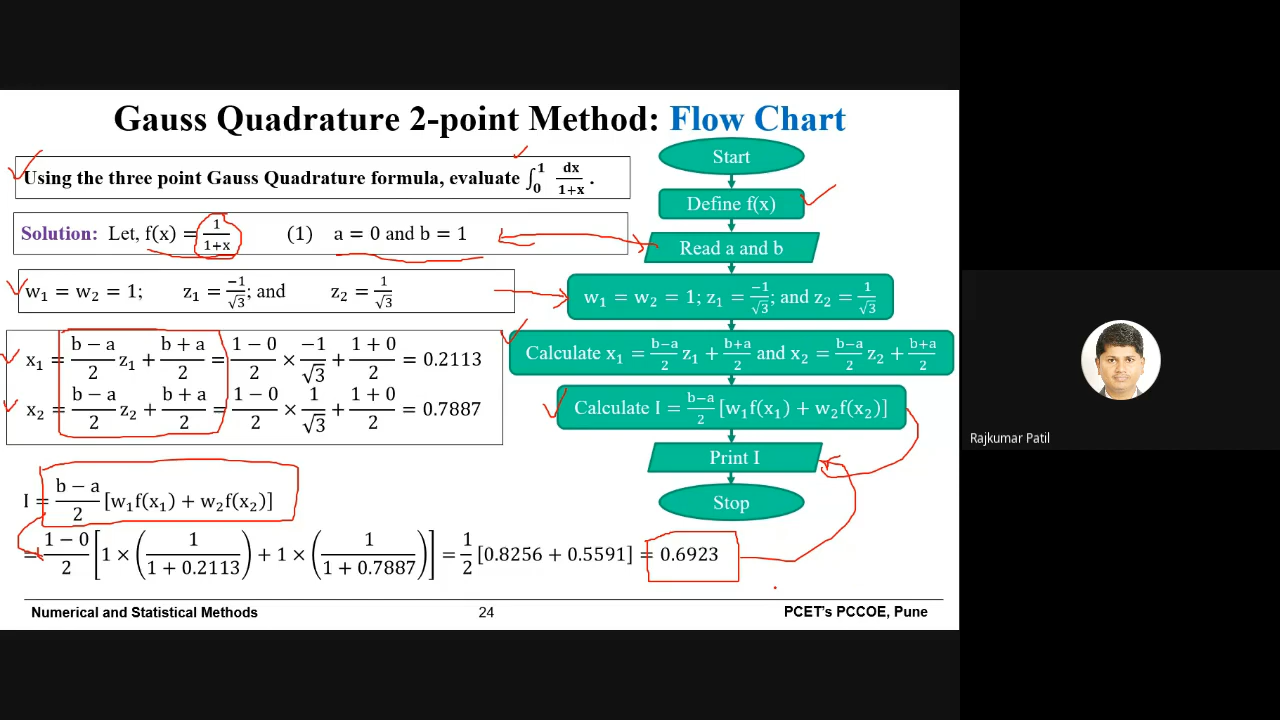 Gauss Quadrature 2-point Method: Flow Chart
Using the three point Gauss Quadrature formula, evaluate ∫₀¹ dx/(1+x) .
Solution: Let, f(x) = 1/(1+x) (1) a = 0 and b = 1
w₁ = w₂ = 1; z₁ = −1/√3; and z₂ = 1/√3
x₁ = (b − a)/2 z₁ + (b + a)/2 = (1 − 0)/2 × −1/√3 + (1 + 0)/2 = 0.2113
x₂ = (b − a)/2 z₂ + (b + a)/2 = (1 − 0)/2 × 1/√3 + (1 + 0)/2 = 0.7887
I = (b − a)/2 [w₁f(x₁) + w₂f(x₂)]
= (1 − 0)/2 [1 × (1/(1 + 0.2113)) + 1 × (1/(1 + 0.7887))] = 1/2 [0.8256 + 0.5591] = 0.6923
Start
Define f(x)
Read a and b
w₁ = w₂ = 1; z₁ = −1/√3; and z₂ = 1/√3
Calculate x₁ = (b−a)/2 z₁ + (b+a)/2 and x₂ = (b−a)/2 z₂ + (b+a)/2
Calculate I = (b−a)/2 [w₁f(x₁) + w₂f(x₂)]
Print I
Stop
Numerical and Statistical Methods 24 PCET's PCCOE, Pune
Rajkumar Patil